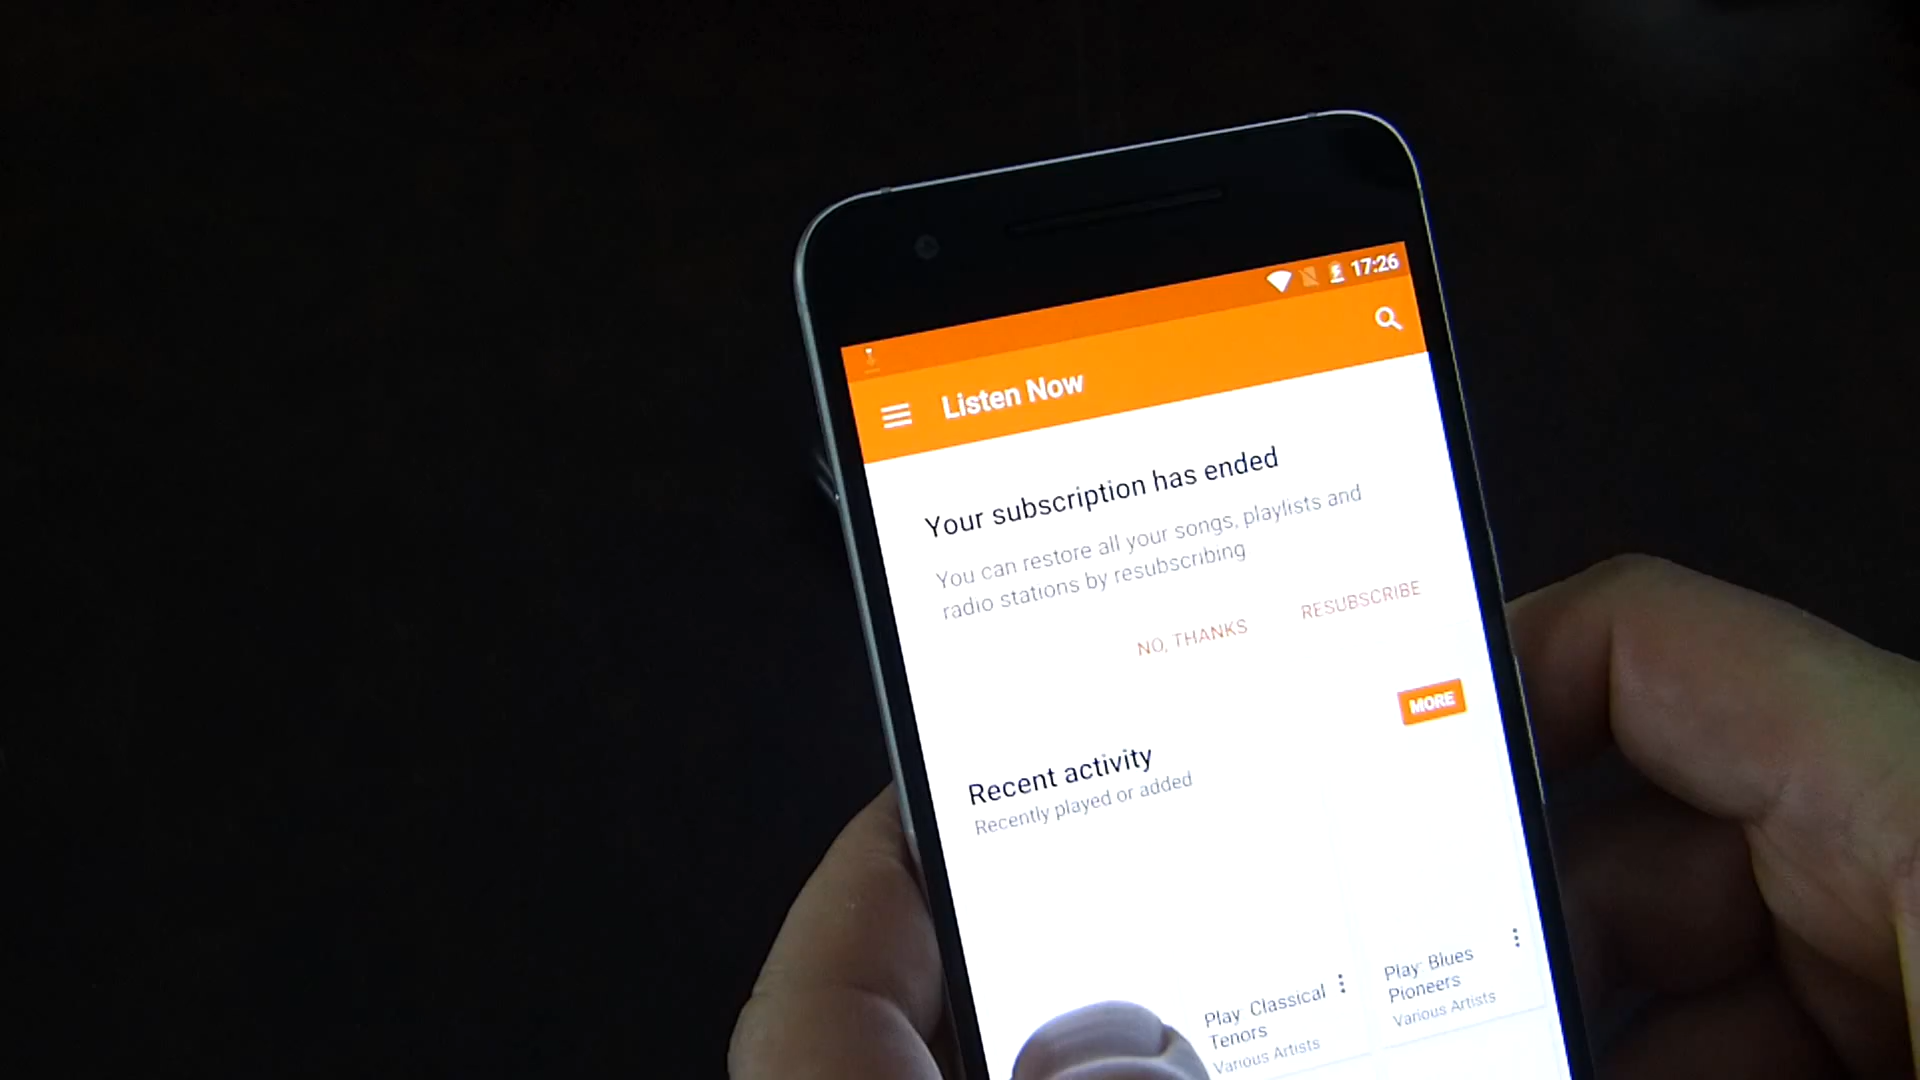 17:26
Listen Now
Your subscription has ended
You can restore all your songs, playlists and
radio stations by resubscribing
NO, THANKS
RESUBSCRIBE
MORE
Recent activity
Recently played or added
Play Classical
Tenors
Various Artists
Play Blues
Pioneers
Various Artists